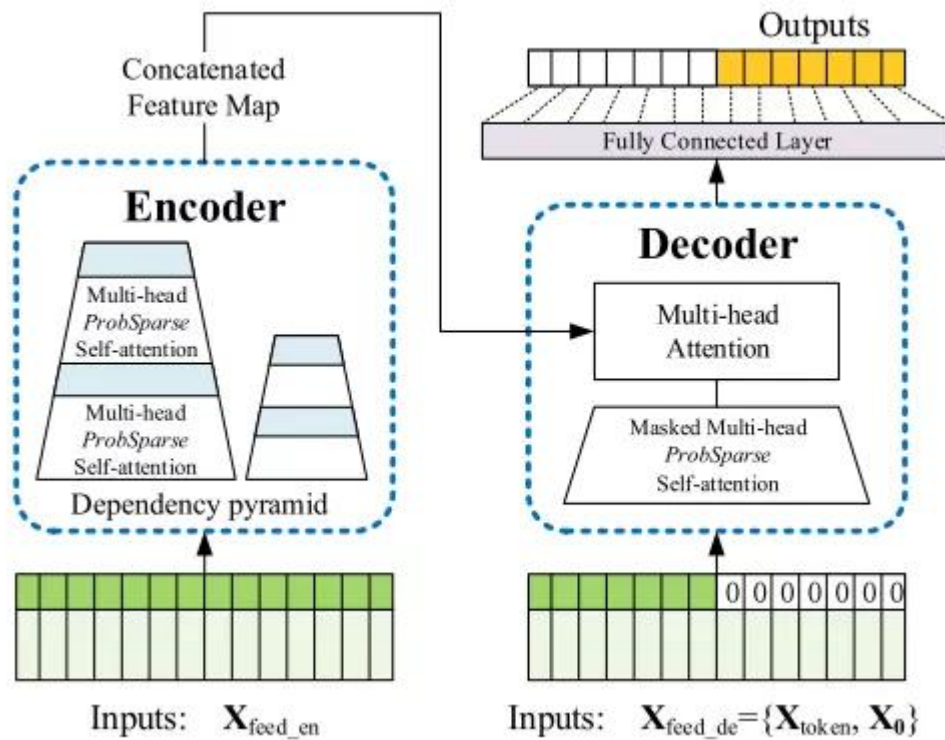 Concatenated
Feature Map
Encoder
Multi-head
ProbSparse
Self-attention
Multi-head
ProbSparse
Self-attention
Dependency pyramid
Inputs: X_feed_en
Outputs
Fully Connected Layer
Decoder
Multi-head
Attention
Masked Multi-head
ProbSparse
Self-attention
0 0 0 0 0 0 0
Inputs: X_feed_de={X_token, X_0}